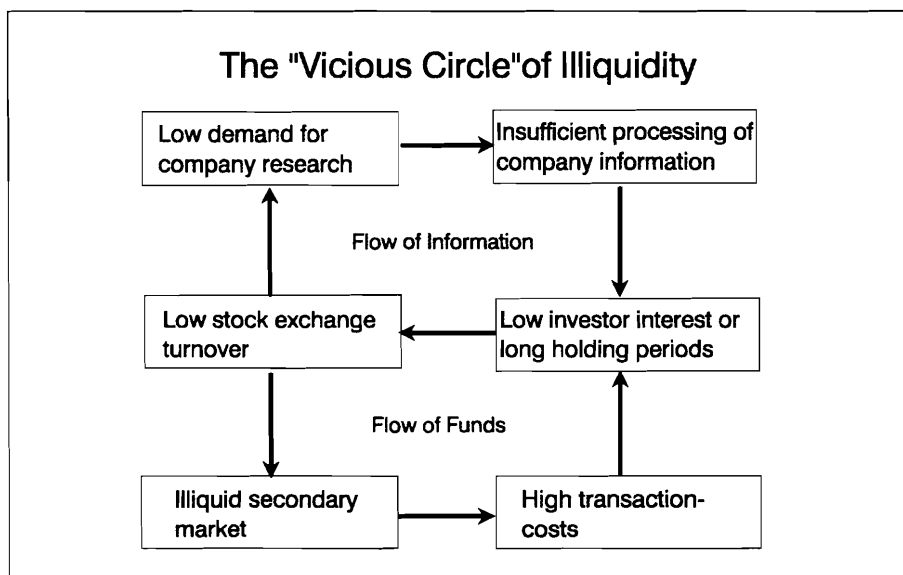 The "Vicious Circle"of Illiquidity
Low demand for
company research
Insufficient processing of
company information
Flow of Information
Low stock exchange
turnover
Low investor interest or
long holding periods
Flow of Funds
Illiquid secondary
market
High transaction-
costs